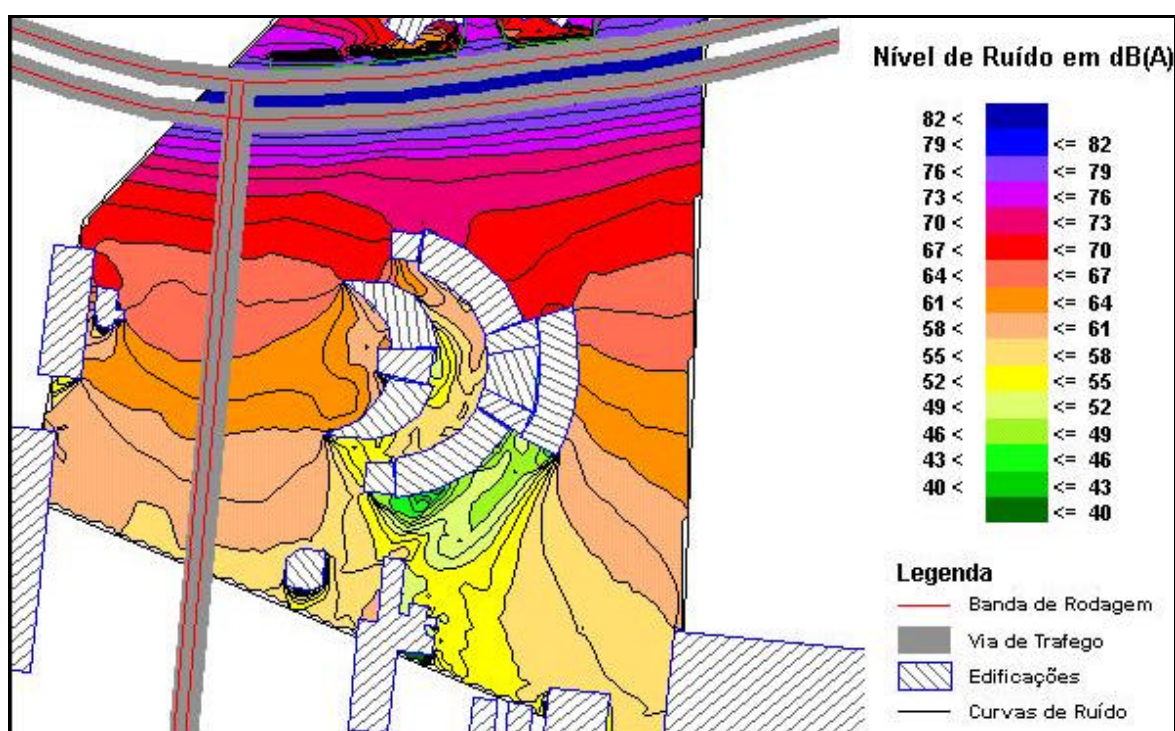 Nível de Ruído em dB(A)
82 <
79 < <= 82
76 < <= 79
73 < <= 76
70 < <= 73
67 < <= 70
64 < <= 67
61 < <= 64
58 < <= 61
55 < <= 58
52 < <= 55
49 < <= 52
46 < <= 49
43 < <= 46
40 < <= 43
<= 40
Legenda
Banda de Rodagem
Via de Trafego
Edificações
Curvas de Ruído